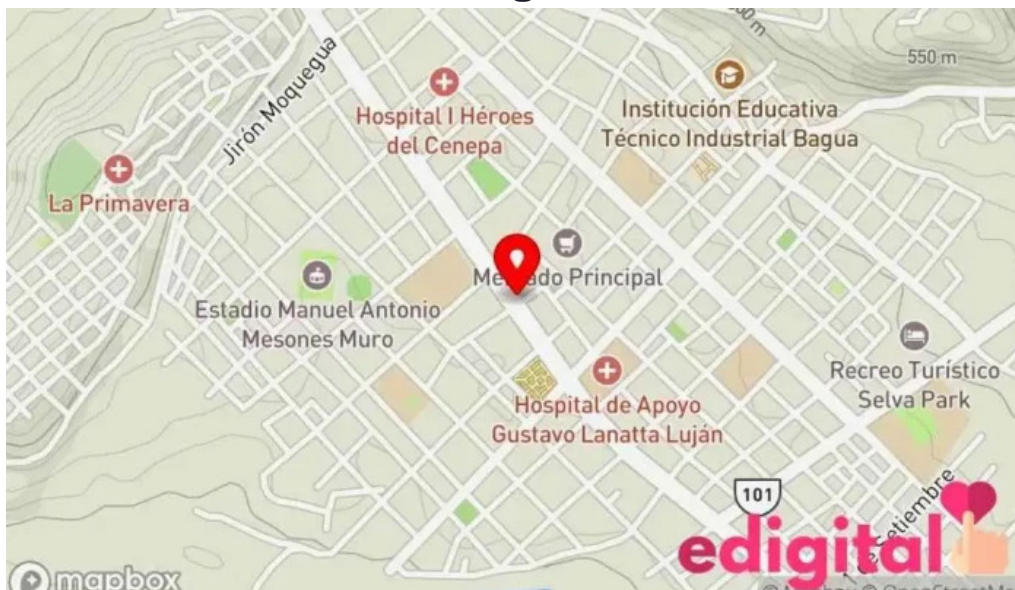 550 m
Jirón Moquegua
Hospital I Héroes
del Cenepa
Institución Educativa
Técnico Industrial Bagua
La Primavera
Mercado Principal
Estadio Manuel Antonio
Mesones Muro
Recreo Turístico
Selva Park
Hospital de Apoyo
Gustavo Lanatta Luján
101
edigital
mapbox